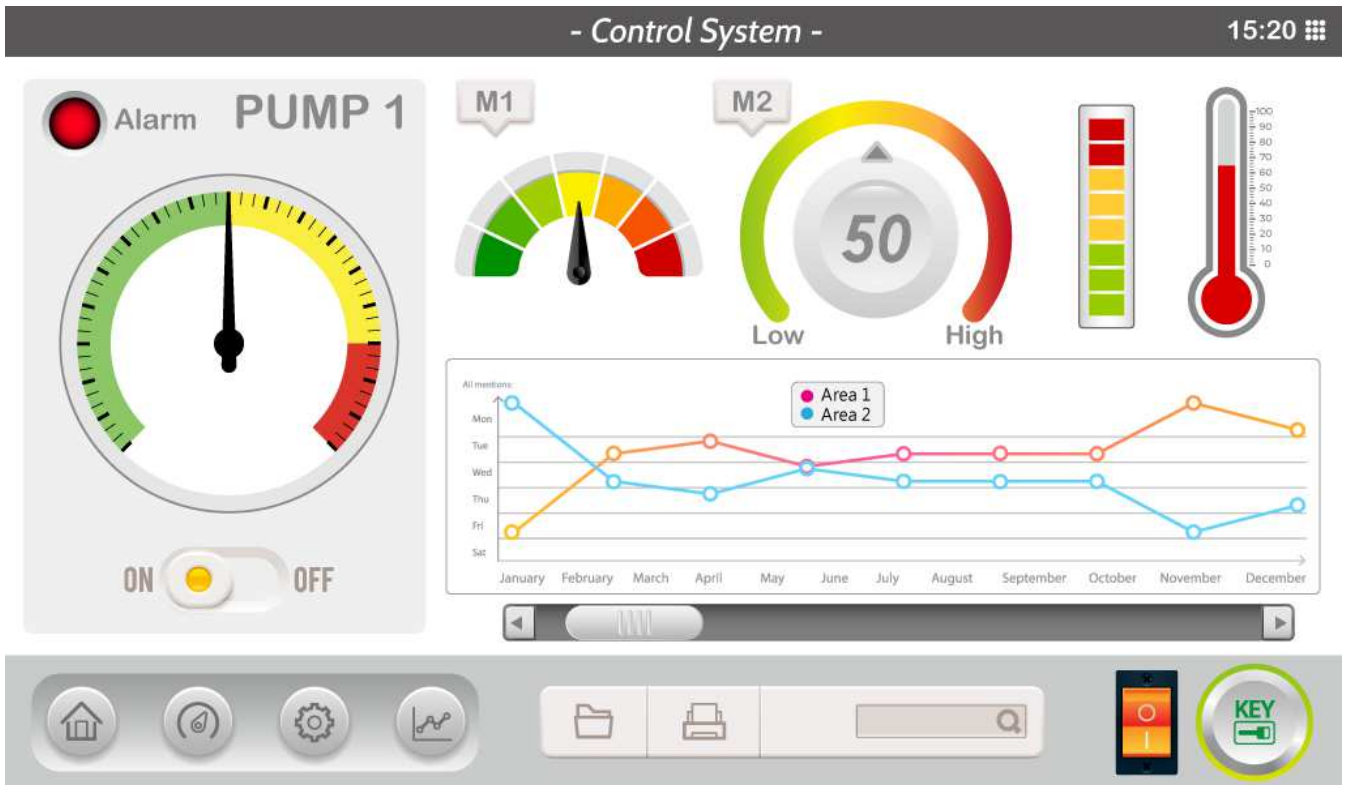 - Control System -
15:20
Alarm
PUMP 1
ON
OFF
M1
M2
50
Low
High
100
90
80
70
60
50
40
30
20
10
0
All mentions:
Area 1
Area 2
Mon
Tue
Wed
Thu
Fri
Sat
January February March April May June July August September October November December
KEY